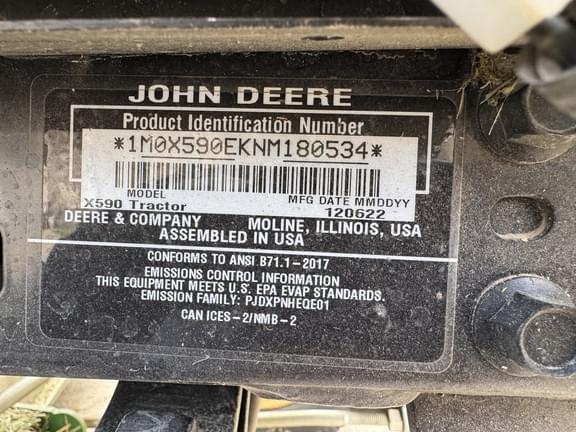 JOHN DEERE
Product Identification Number
*1M0X590EKNM180534*
MODEL
MFG DATE MMDDYY
X590 Tractor
120622
DEERE & COMPANY MOLINE, ILLINOIS, USA
ASSEMBLED IN USA
CONFORMS TO ANSI B71.1-2017
EMISSIONS CONTROL INFORMATION
THIS EQUIPMENT MEETS U.S. EPA EVAP STANDARDS.
EMISSION FAMILY: PJDXPNHEQE01
CAN ICES-2/NMB-2